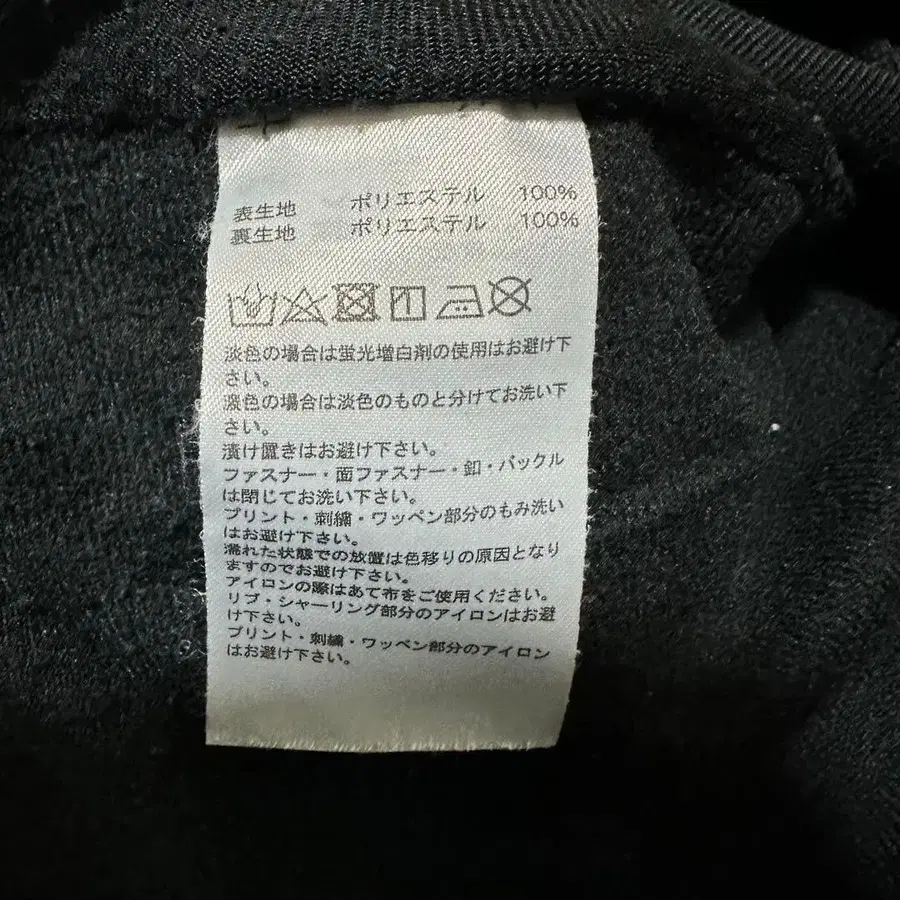 表生地 ポリエステル 100%
裏生地 ポリエステル 100%
淡色の場合は蛍光増白剤の使用はお避け下
さい。
濃色の場合は淡色のものと分けてお洗い下
さい。
漬け置きはお避け下さい。
ファスナー・面ファスナー・釦・バックル
は閉じてお洗い下さい。
プリント・刺繍・ワッペン部分のもみ洗い
はお避け下さい。
濡れた状態での放置は色移りの原因となり
ますのでお避け下さい。
アイロンの際はあて布をご使用ください。
リブ・シャーリング部分のアイロンはお避
け下さい。
プリント・刺繍・ワッペン部分のアイロン
はお避け下さい。